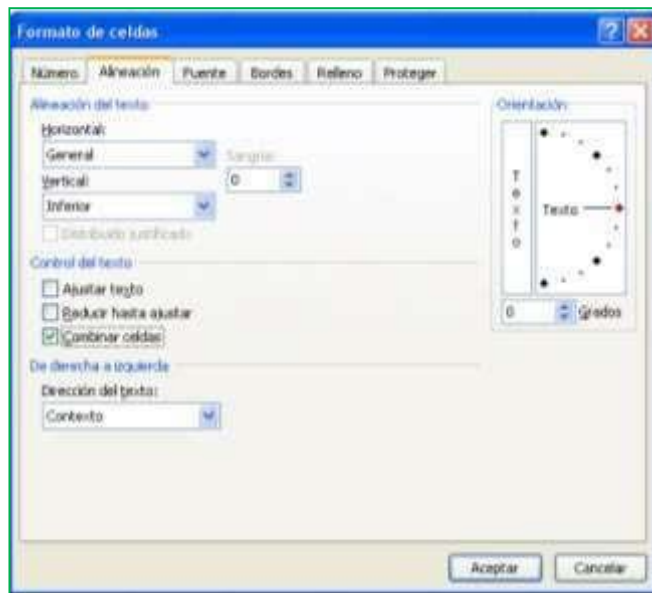 Formato de celdas
Número Alineación Fuente Bordes Relleno Proteger
Alineación del texto
Horizontal:
General
Sangría:
Vertical:
0
Inferior
Distribuido justificado
Control del texto
Ajustar texto
Reducir hasta ajustar
Combinar celdas
De derecha a izquierda
Dirección del texto:
Contexto
Orientación
Texto
Texto
0 Grados
Aceptar Cancelar